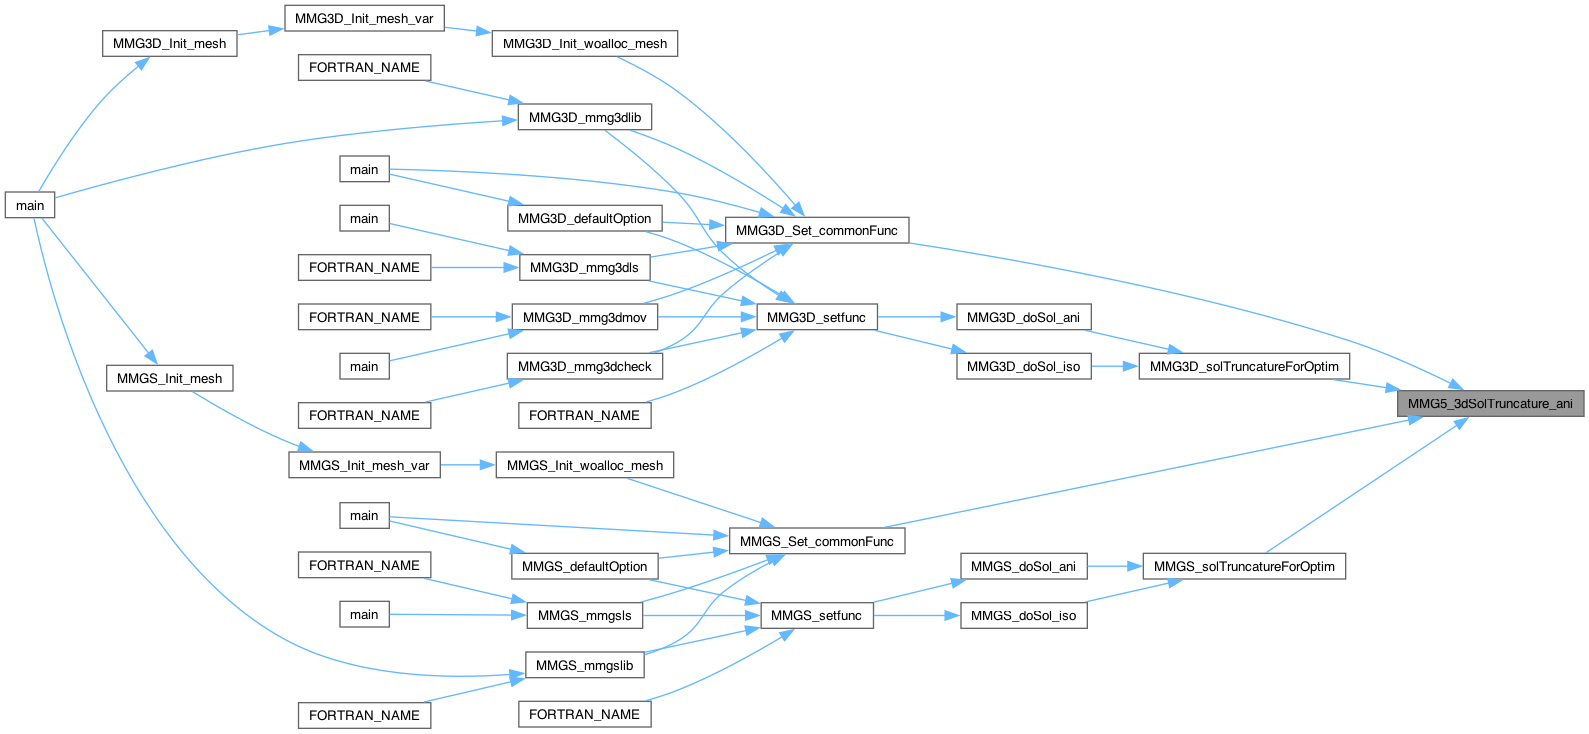 MMG3D_Init_mesh_var
MMG3D_Init_mesh
MMG3D_Init_woalloc_mesh
FORTRAN_NAME
MMG3D_mmg3dlib
main
main
MMG3D_defaultOption
main
MMG3D_Set_commonFunc
FORTRAN_NAME
MMG3D_mmg3dls
FORTRAN_NAME
MMG3D_mmg3dmov
MMG3D_setfunc
MMG3D_doSol_ani
main
MMG3D_mmg3dcheck
MMG3D_doSol_iso
MMG3D_solTruncatureForOptim
MMGS_Init_mesh
MMG5_3dSolTruncature_ani
FORTRAN_NAME
FORTRAN_NAME
MMGS_Init_mesh_var
MMGS_Init_woalloc_mesh
main
MMGS_Set_commonFunc
FORTRAN_NAME
MMGS_defaultOption
MMGS_doSol_ani
MMGS_solTruncatureForOptim
main
MMGS_mmgsls
MMGS_setfunc
MMGS_doSol_iso
MMGS_mmgslib
FORTRAN_NAME
FORTRAN_NAME